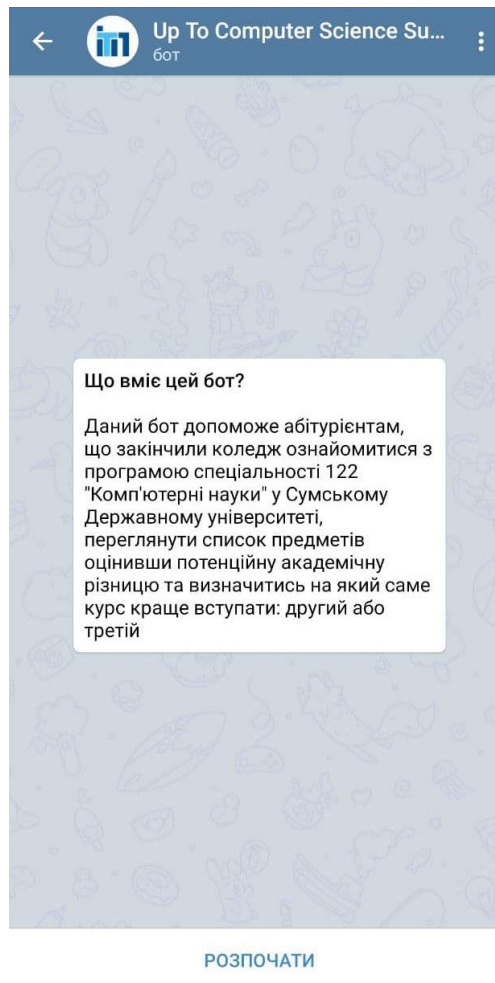 Up To Computer Science Su...
бот
Що вміє цей бот?
Даний бот допоможе абітурієнтам,
що закінчили коледж ознайомитися з
програмою спеціальності 122
"Комп'ютерні науки" у Сумському
Державному університеті,
переглянути список предметів
оцінивши потенційну академічну
різницю та визначитись на який саме
курс краще вступати: другий або
третій
РОЗПОЧАТИ